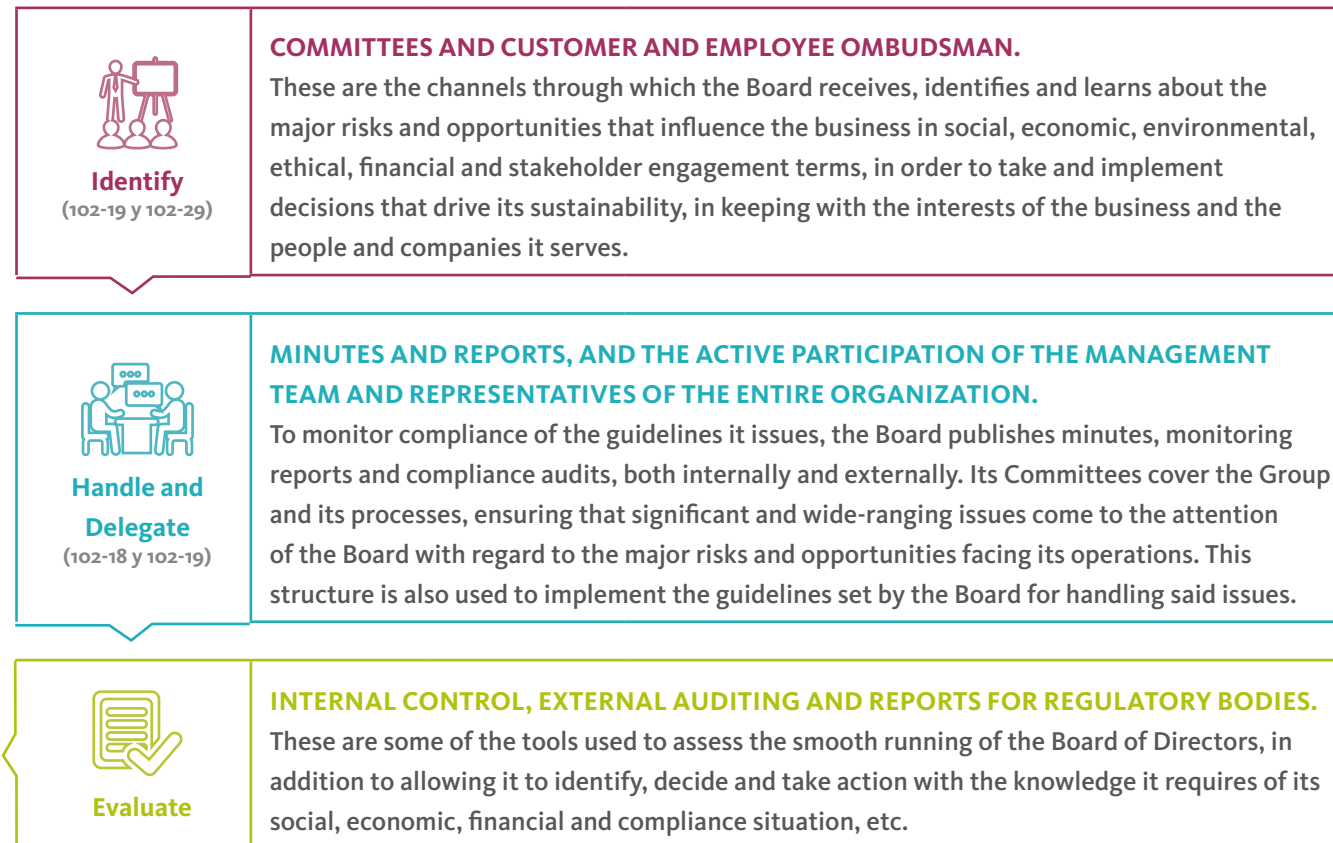 COMMITTEES AND CUSTOMER AND EMPLOYEE OMBUDSMAN.
These are the channels through which the Board receives, identifies and learns about the
major risks and opportunities that influence the business in social, economic, environmental,
ethical, financial and stakeholder engagement terms, in order to take and implement
decisions that drive its sustainability, in keeping with the interests of the business and the
people and companies it serves.
Identify
(102-19 y 102-29)
MINUTES AND REPORTS, AND THE ACTIVE PARTICIPATION OF THE MANAGEMENT
TEAM AND REPRESENTATIVES OF THE ENTIRE ORGANIZATION.
To monitor compliance of the guidelines it issues, the Board publishes minutes, monitoring
reports and compliance audits, both internally and externally. Its Committees cover the Group
and its processes, ensuring that significant and wide-ranging issues come to the attention
of the Board with regard to the major risks and opportunities facing its operations. This
structure is also used to implement the guidelines set by the Board for handling said issues.
Handle and
Delegate
(102-18 y 102-19)
INTERNAL CONTROL, EXTERNAL AUDITING AND REPORTS FOR REGULATORY BODIES.
These are some of the tools used to assess the smooth running of the Board of Directors, in
addition to allowing it to identify, decide and take action with the knowledge it requires of its
social, economic, financial and compliance situation, etc.
Evaluate